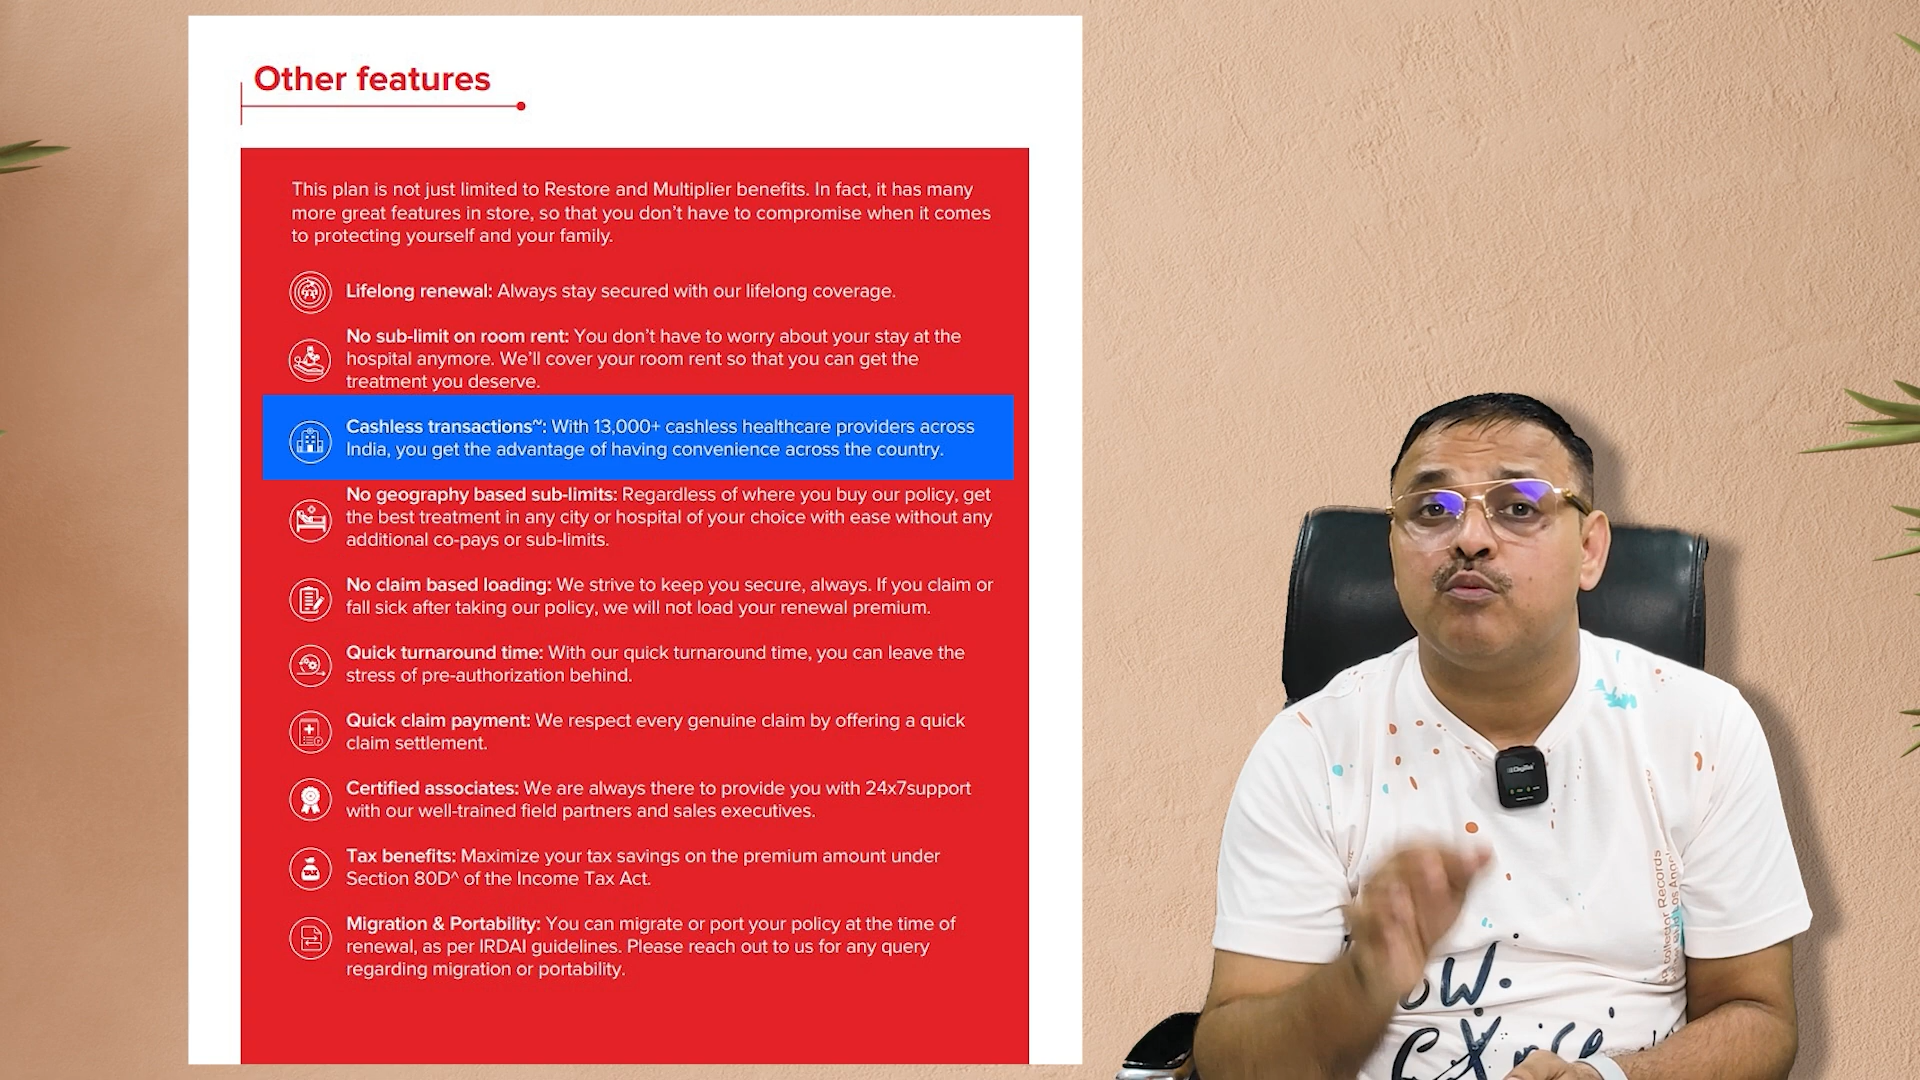 Other features
This plan is not just limited to Restore and Multiplier benefits. In fact, it has many
more great features in store, so that you don't have to compromise when it comes
to protecting yourself and your family.
Lifelong renewal: Always stay secured with our lifelong coverage.
No sub-limit on room rent: You don't have to worry about your stay at the
hospital anymore. We'll cover your room rent so that you can get the
treatment you deserve.
Cashless transactions~: With 13,000+ cashless healthcare providers across
India, you get the advantage of having convenience across the country.
No geography based sub-limits: Regardless of where you buy our policy, get
the best treatment in any city or hospital of your choice with ease without any
additional co-pays or sub-limits.
No claim based loading: We strive to keep you secure, always. If you claim or
fall sick after taking our policy, we will not load your renewal premium.
Quick turnaround time: With our quick turnaround time, you can leave the
stress of pre-authorization behind.
Quick claim payment: We respect every genuine claim by offering a quick
claim settlement.
Certified associates: We are always there to provide you with 24x7support
with our well-trained field partners and sales executives.
Tax benefits: Maximize your tax savings on the premium amount under
Section 80D^ of the Income Tax Act.
TAX
Migration & Portability: You can migrate or port your policy at the time of
renewal, as per IRDAI guidelines. Please reach out to us for any query
regarding migration or portability.